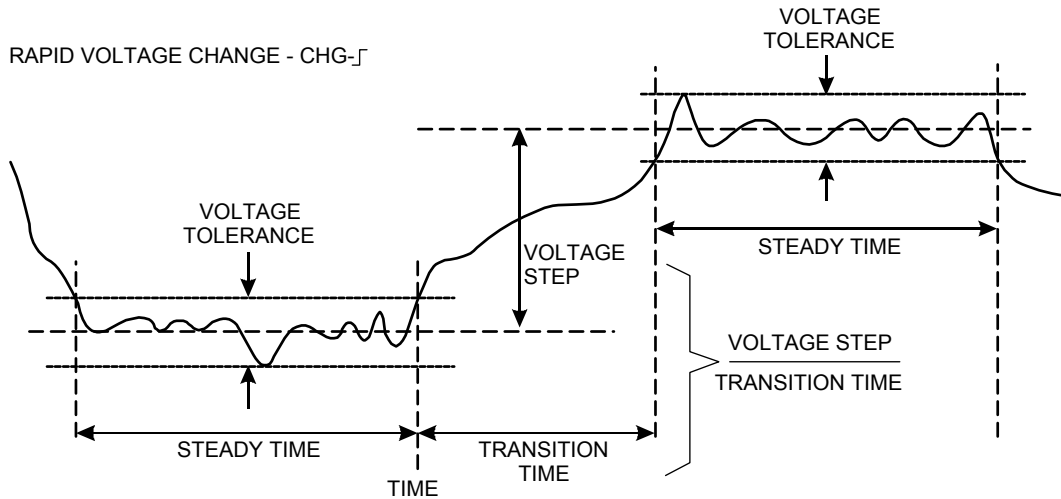 VOLTAGE
TOLERANCE
RAPID VOLTAGE CHANGE - CHG-
VOLTAGE
TOLERANCE
VOLTAGE
STEP
STEADY TIME
VOLTAGE STEP
TRANSITION TIME
STEADY TIME
TRANSITION
TIME
TIME